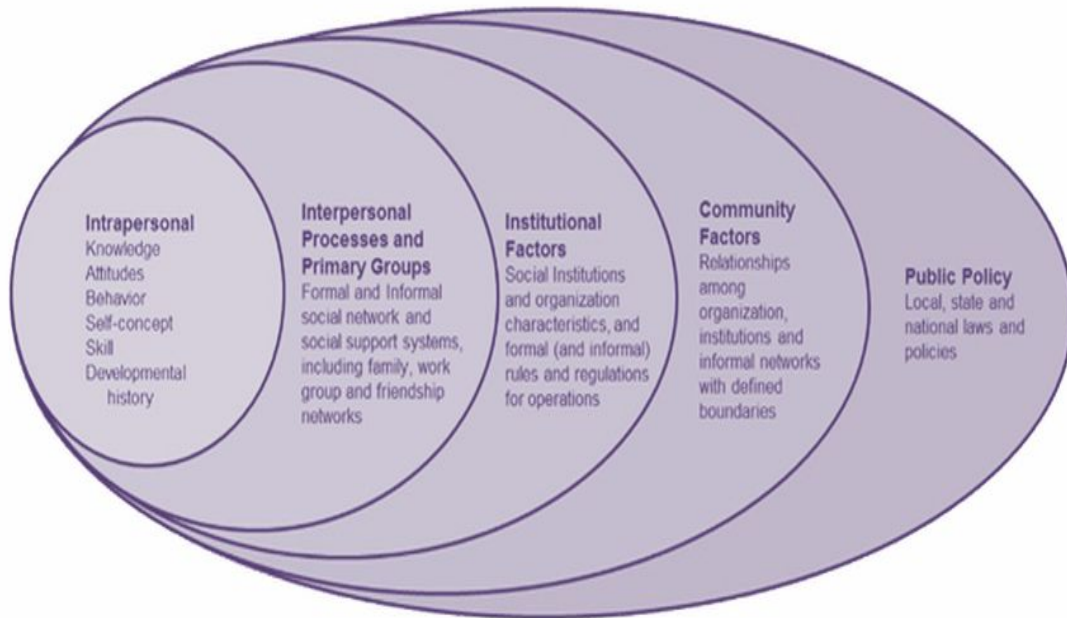 Intrapersonal
Knowledge
Attitudes
Behavior
Self-concept
Skill
Developmental
history
Interpersonal
Processes and
Primary Groups
Formal and Informal
social network and
social support systems,
including family, work
group and friendship
networks
Institutional
Factors
Social Institutions
and organization
characteristics, and
formal (and informal)
rules and regulations
for operations
Community
Factors
Relationships
among
organization,
institutions and
informal networks
with defined
boundaries
Public Policy
Local, state and
national laws and
policies